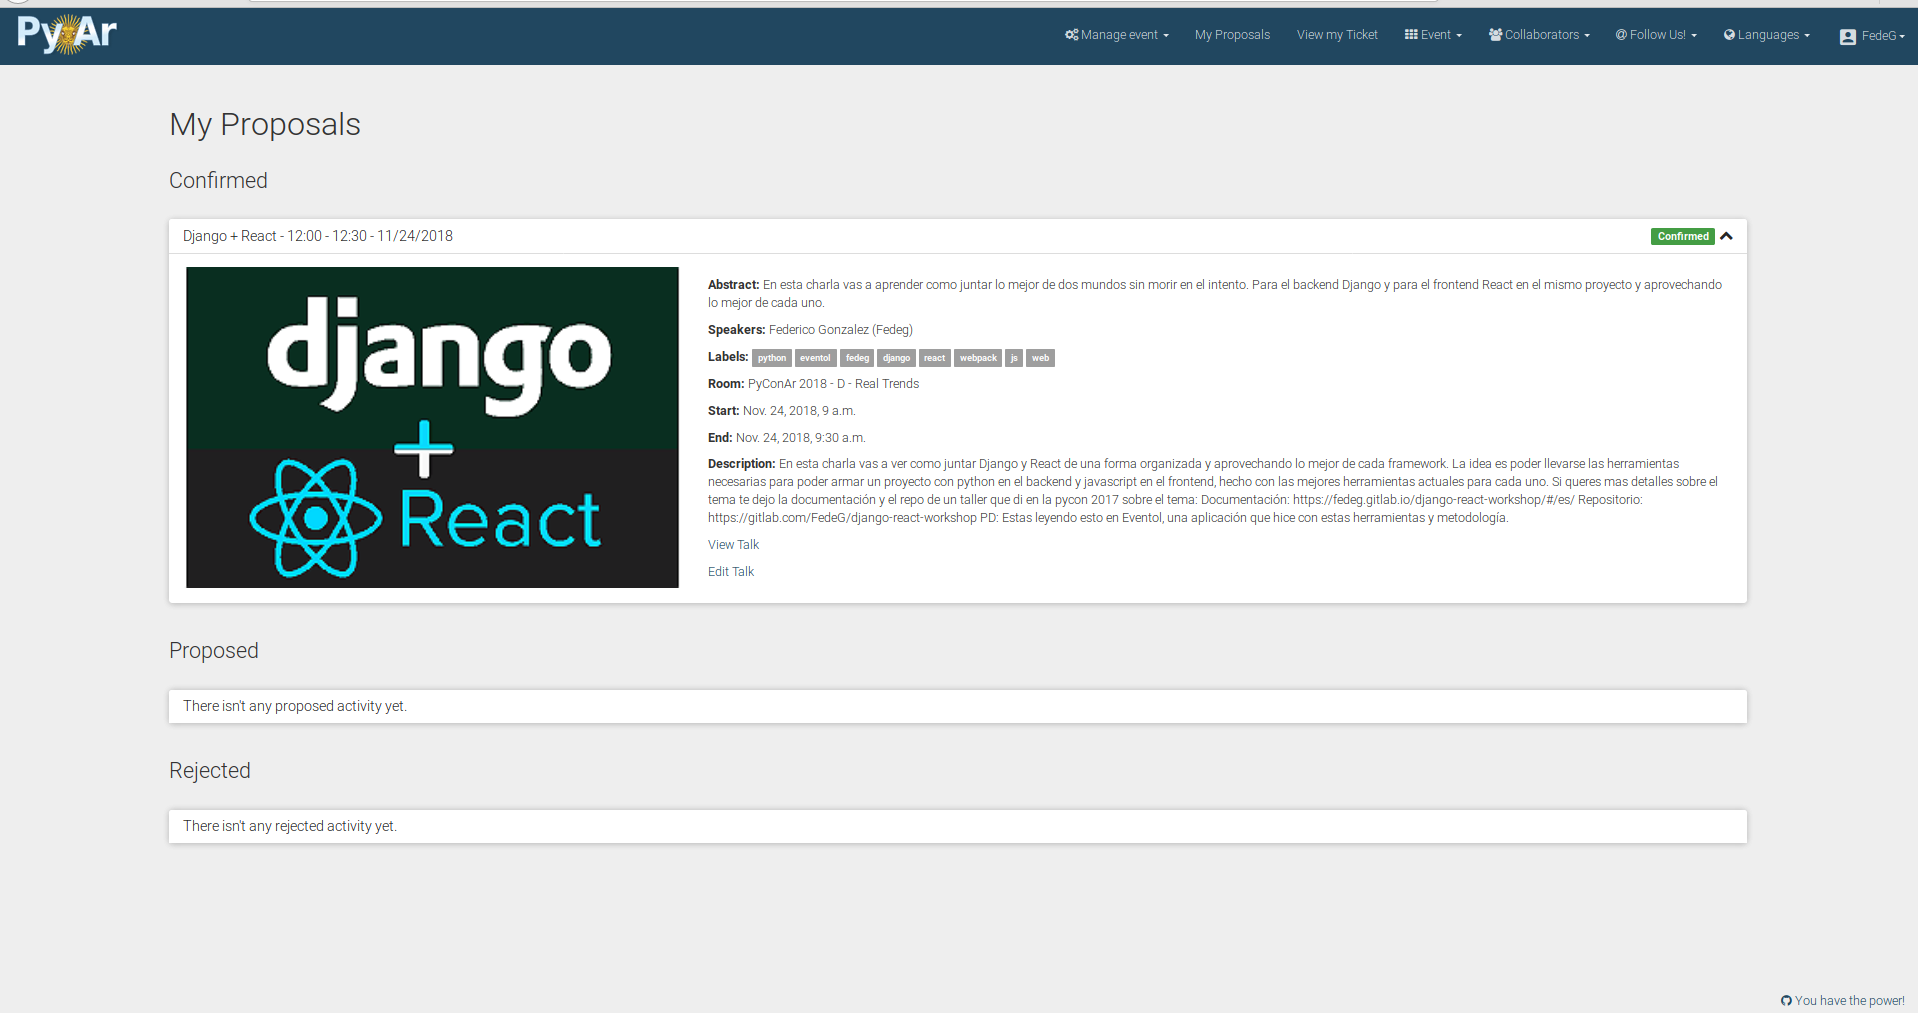 PyAr
Manage event
My Proposals
View my Ticket
Event
Collaborators
Follow Us!
Languages
FedeG
My Proposals
Confirmed
Django + React - 12:00 - 12:30 - 11/24/2018
Confirmed
django
+
React
Abstract: En esta charla vas a aprender como juntar lo mejor de dos mundos sin morir en el intento. Para el backend Django y para el frontend React en el mismo proyecto y aprovechando
lo mejor de cada uno.
Speakers: Federico Gonzalez (Fedeg)
Labels: python eventol fedeg django react webpack js web
Room: PyConAr 2018 - D - Real Trends
Start: Nov. 24, 2018, 9 a.m.
End: Nov. 24, 2018, 9:30 a.m.
Description: En esta charla vas a ver como juntar Django y React de una forma organizada y aprovechando lo mejor de cada framework. La idea es poder llevarse las herramientas
necesarias para poder armar un proyecto con python en el backend y javascript en el frontend, hecho con las mejores herramientas actuales para cada uno. Si queres mas detalles sobre el
tema te dejo la documentación y el repo de un taller que di en la pycon 2017 sobre el tema: Documentación: https://fedeg.gitlab.io/django-react-workshop/#/es/ Repositorio:
https://gitlab.com/FedeG/django-react-workshop PD: Estas leyendo esto en Eventol, una aplicación que hice con estas herramientas y metodología.
View Talk
Edit Talk
Proposed
There isn't any proposed activity yet.
Rejected
There isn't any rejected activity yet.
You have the power!